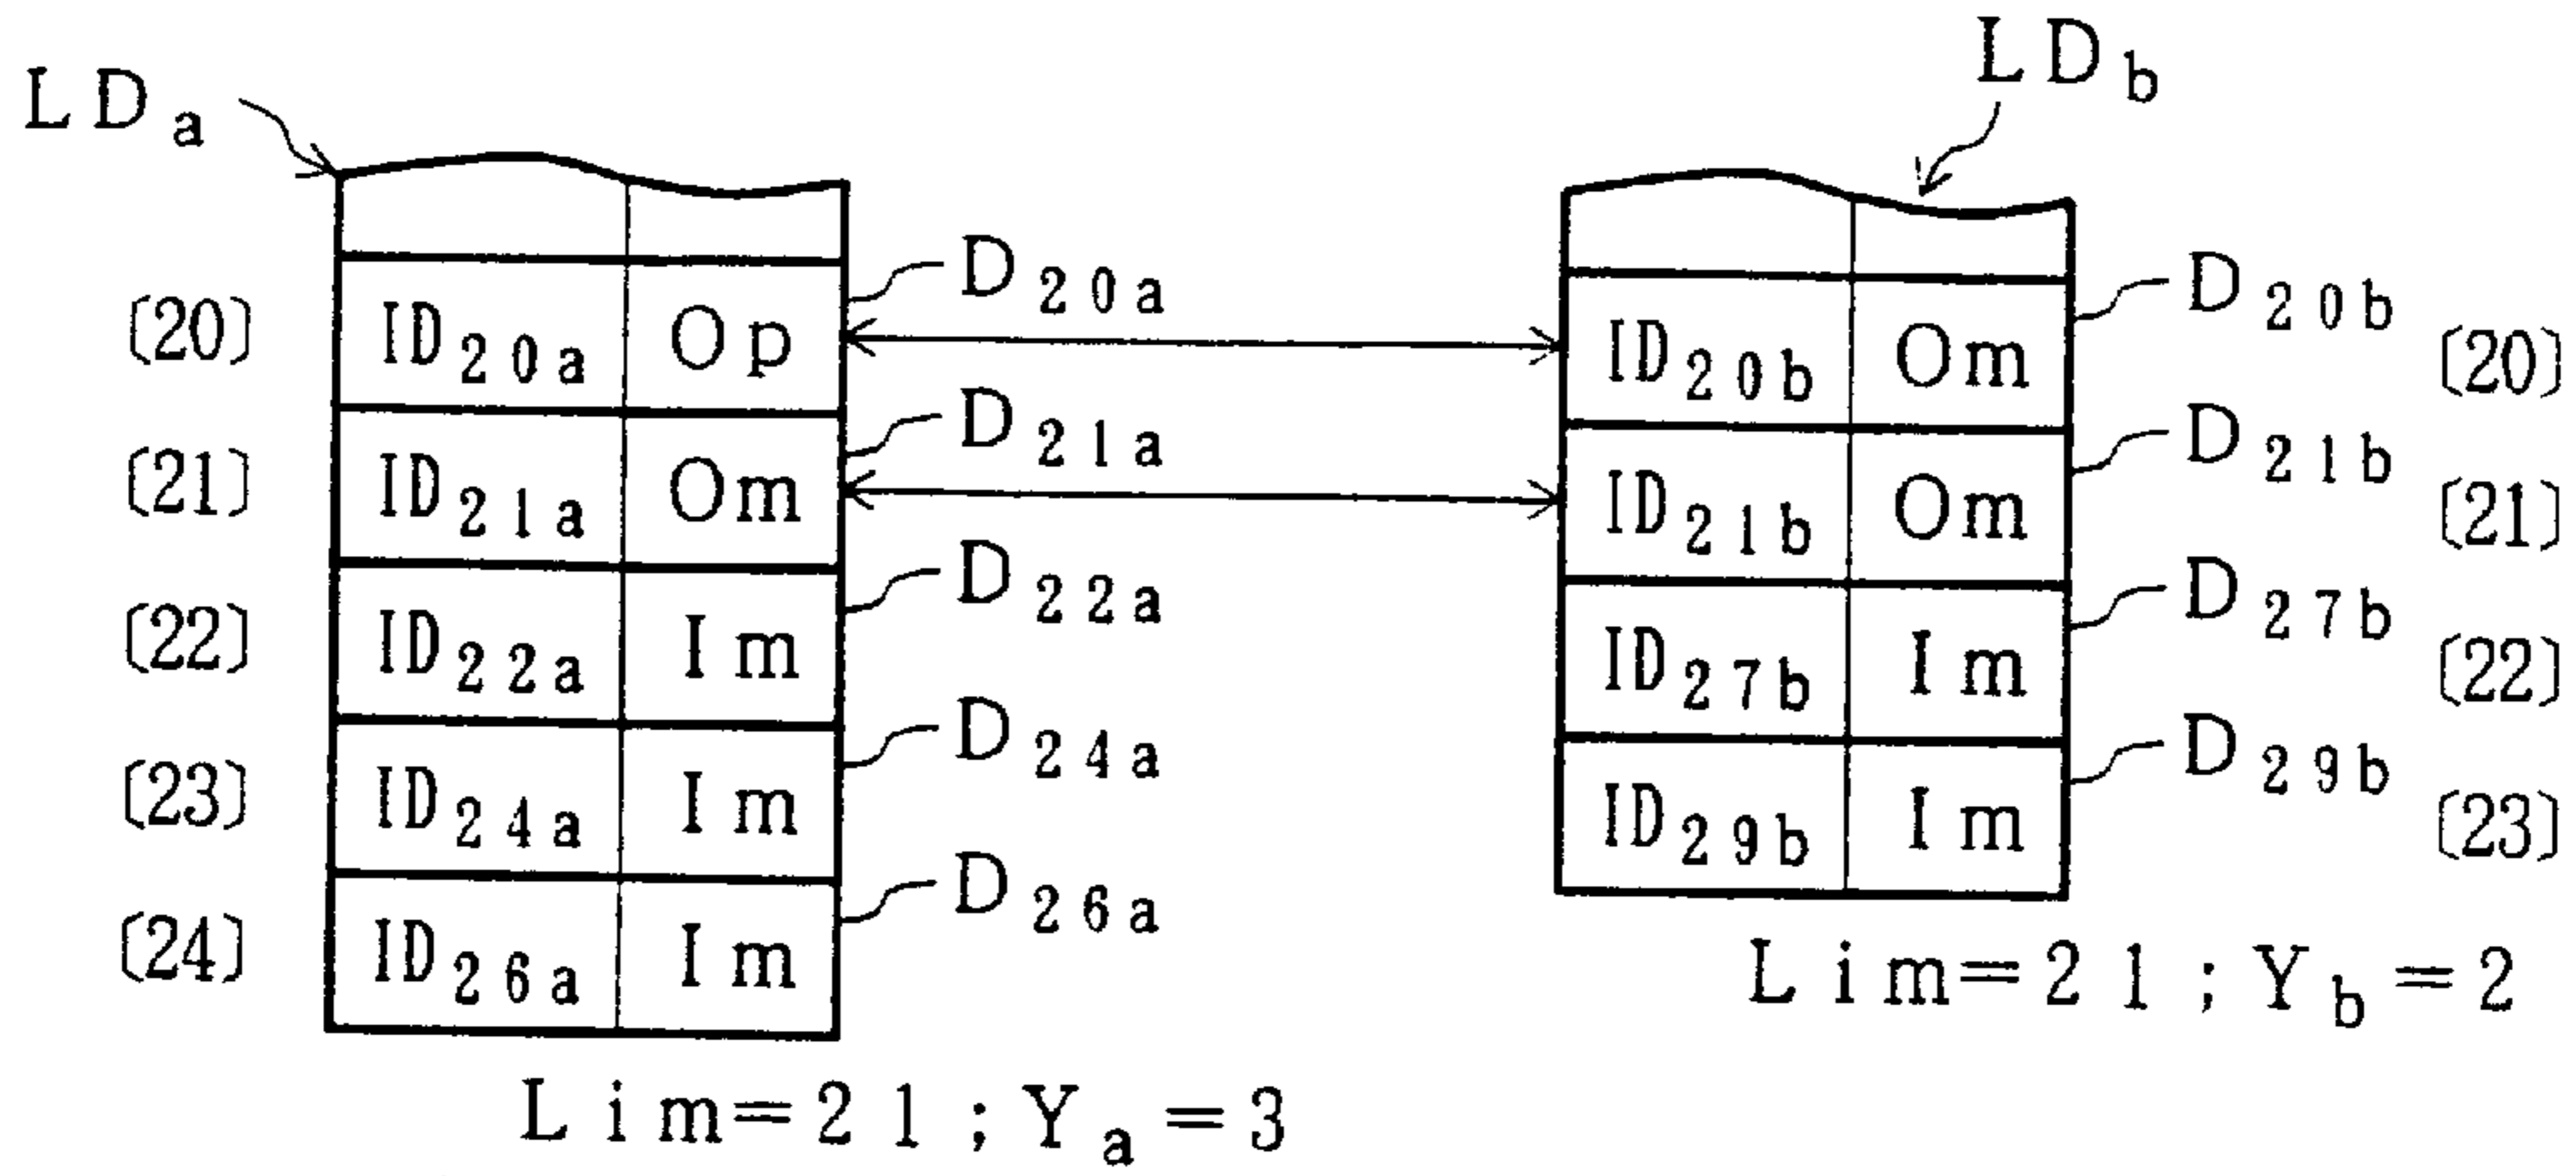 LDa
LDb
[20] ID20a Op D20a
[21] ID21a Om D21a
[22] ID22a Im D22a
[23] ID24a Im D24a
[24] ID26a Im D26a
Lim=21;Ya=3
ID20b Om D20b [20]
ID21b Om D21b [21]
ID27b Im D27b [22]
ID29b Im D29b [23]
Lim=21;Yb=2